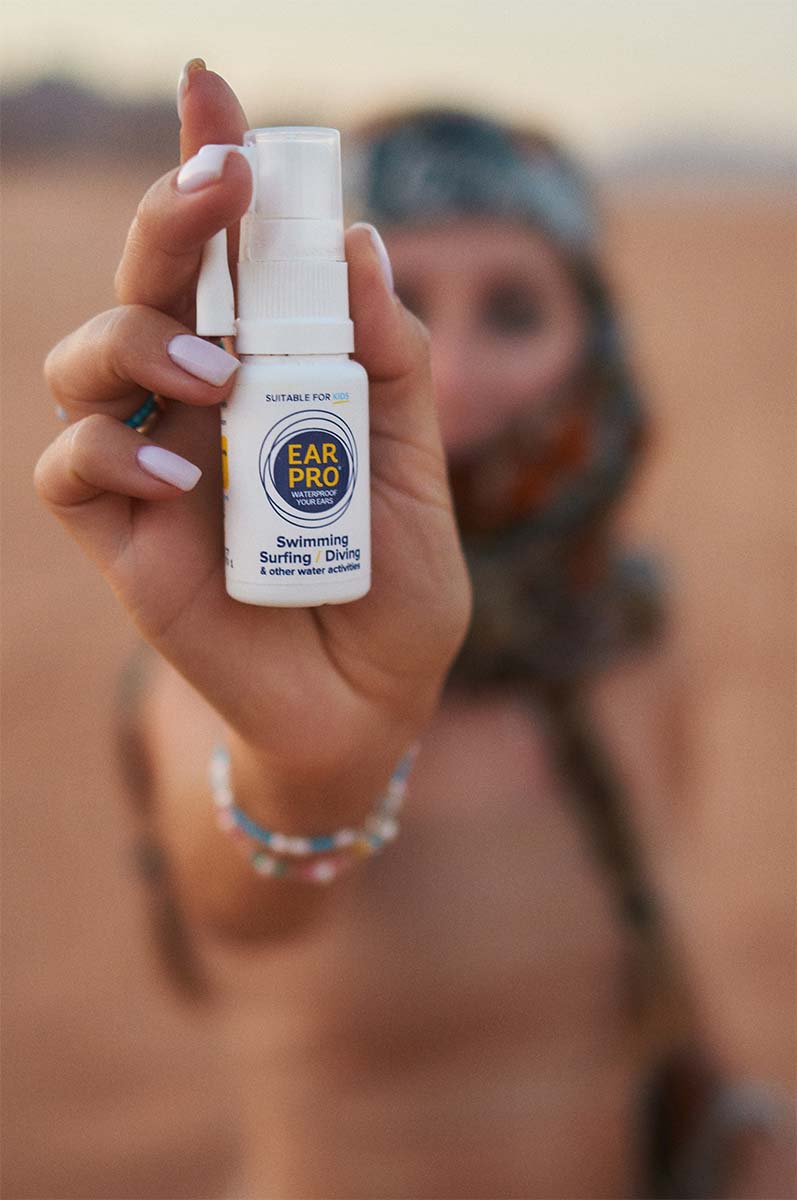 SUITABLE FOR KIDS
EAR
PRO
WATERPROOF
YOUR EARS
Swimming
Surfing / Diving
& other water activities